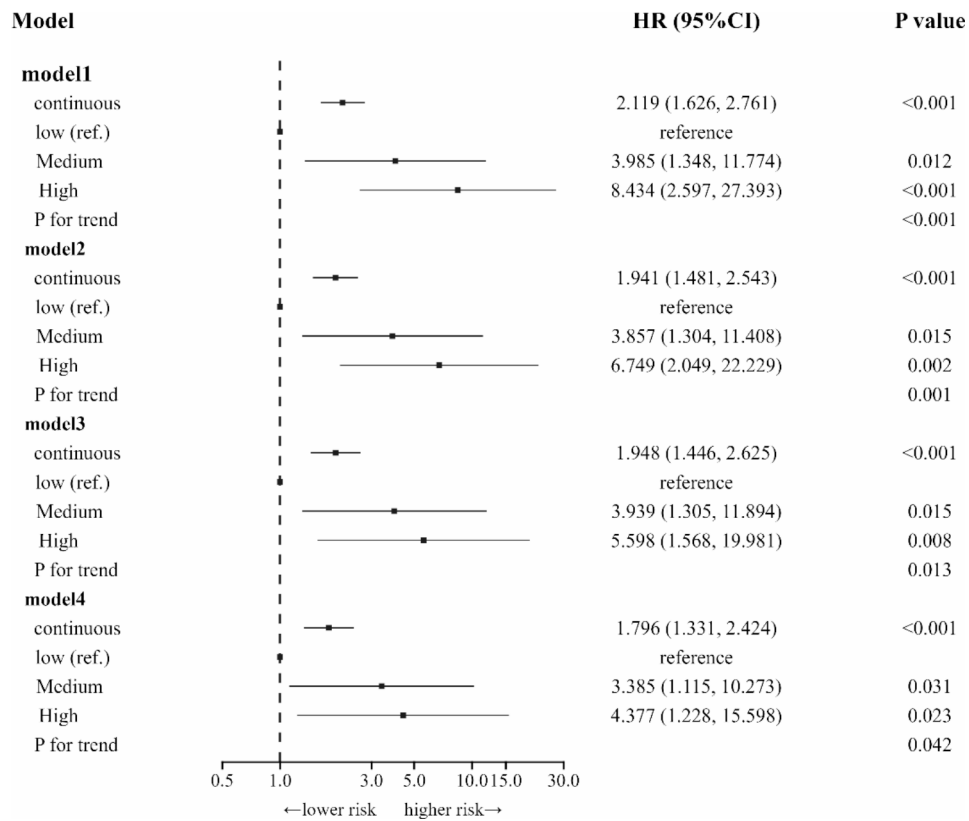 Model HR (95%CI) P value
model1
continuous 2.119 (1.626, 2.761) <0.001
low (ref.) reference
Medium 3.985 (1.348, 11.774) 0.012
High 8.434 (2.597, 27.393) <0.001
P for trend <0.001
model2
continuous 1.941 (1.481, 2.543) <0.001
low (ref.) reference
Medium 3.857 (1.304, 11.408) 0.015
High 6.749 (2.049, 22.229) 0.002
P for trend 0.001
model3
continuous 1.948 (1.446, 2.625) <0.001
low (ref.) reference
Medium 3.939 (1.305, 11.894) 0.015
High 5.598 (1.568, 19.981) 0.008
P for trend 0.013
model4
continuous 1.796 (1.331, 2.424) <0.001
low (ref.) reference
Medium 3.385 (1.115, 10.273) 0.031
High 4.377 (1.228, 15.598) 0.023
P for trend 0.042
0.5 1.0 3.0 5.0 10.0 15.0 30.0
←lower risk higher risk→